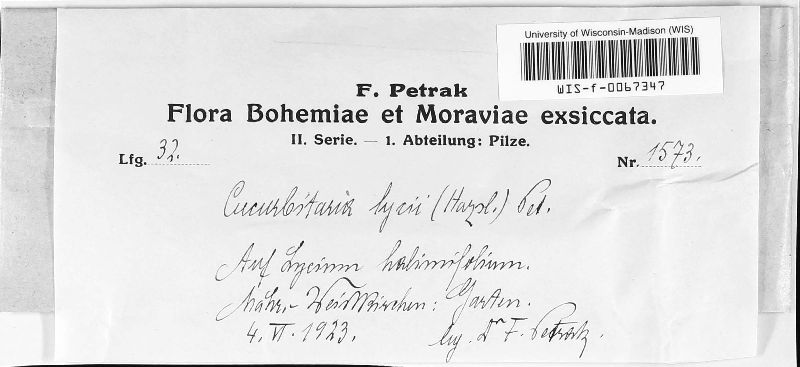 University of Wisconsin-Madison (WIS)
WIS-f-0067347
F. Petrak
Flora Bohemiae et Moraviae exsiccata.
II. Serie. — 1. Abteilung: Pilze.
Lfg. 32. Nr. 1573.
Cucurbitaria lycii (Hazsl.) Pet.
Auf Lycium halimifolium.
Mähr.-Weisskirchen: Garten.
4. VI. 1923. lg. Dr F. Petrak.